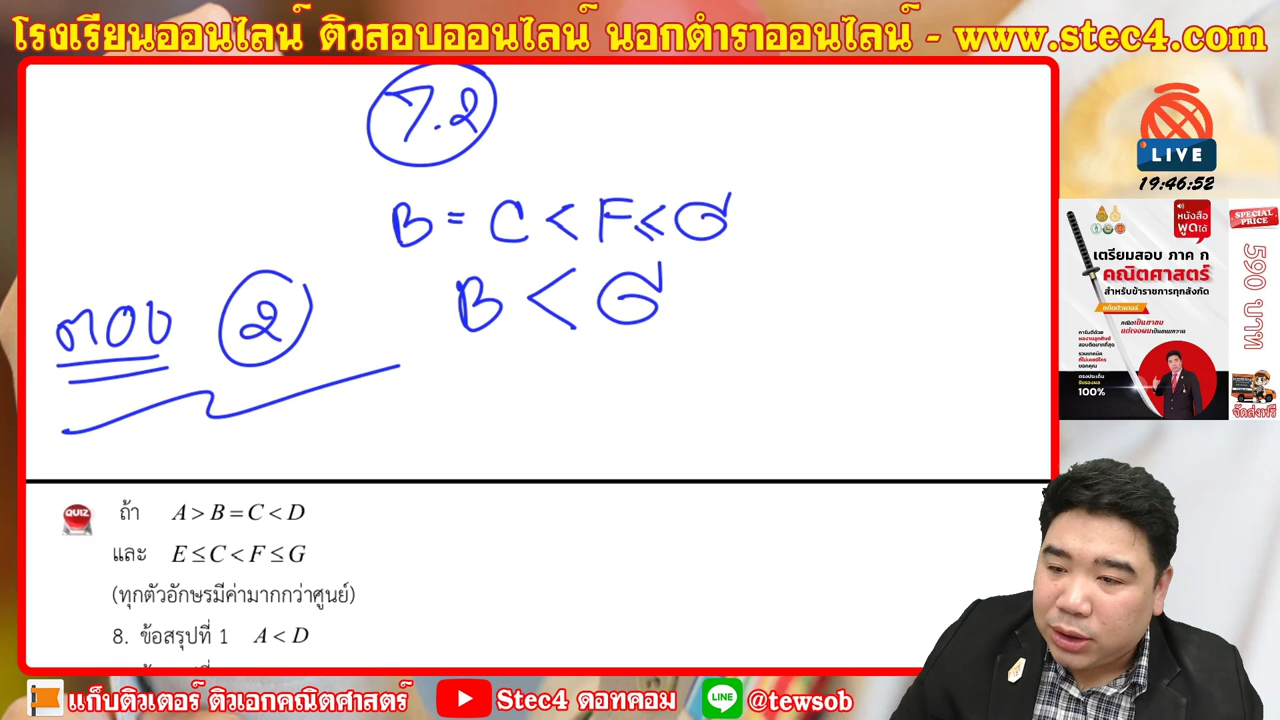 โรงเรียนออนไลน์ ติวสอบออนไลน์ นอกตำราออนไลน์ - www.stec4.com
7.2
B = C < F ≤ G
B < G
ตอบ 2
LIVE
19:46:52
หนังสือ
พูดได้
SPECIAL
PRICE
เตรียมสอบ ภาค ก
คณิตศาสตร์
สำหรับข้าราชการทุกสังกัด
590 บาท
100%
จัดส่งฟรี
QUIZ
ถ้า A > B = C < D
และ E ≤ C < F ≤ G
(ทุกตัวอักษรมีค่ามากกว่าศูนย์)
8. ข้อสรุปที่ 1 A < D
แก็บติวเตอร์ ติวเอกคณิตศาสตร์
Stec4 ดอทคอม
LINE
@tewsob